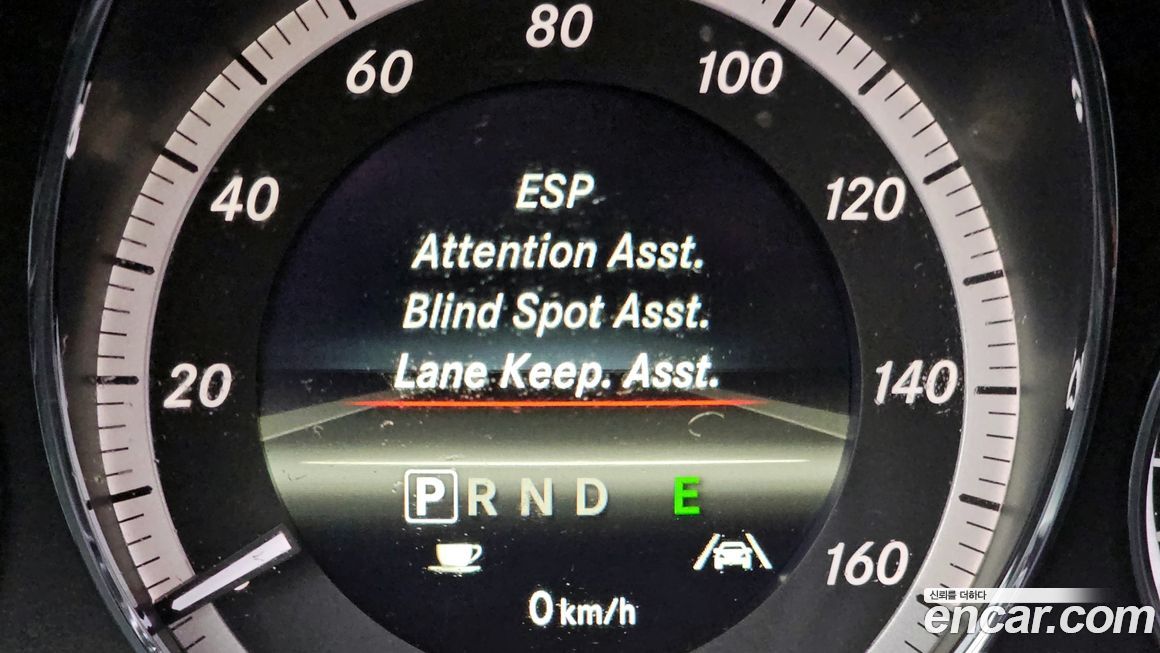 80
60
100
40
120
20
140
160
ESP
Attention Asst.
Blind Spot Asst.
Lane Keep. Asst.
P R N D E
0 km/h
신뢰를 더하다
encar.com